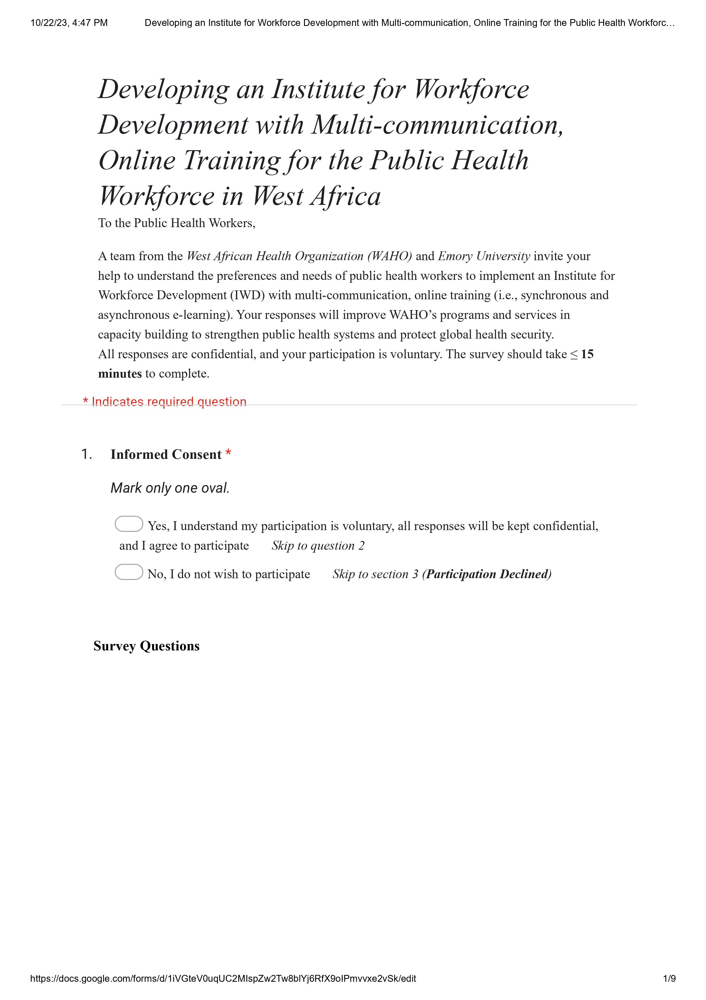 10/22/23, 4:47 PM Developing an Institute for Workforce Development with Multi-communication, Online Training for the Public Health Workforc…
Developing an Institute for Workforce
Development with Multi-communication,
Online Training for the Public Health
Workforce in West Africa
To the Public Health Workers,
A team from the West African Health Organization (WAHO) and Emory University invite your
help to understand the preferences and needs of public health workers to implement an Institute for
Workforce Development (IWD) with multi-communication, online training (i.e., synchronous and
asynchronous e-learning). Your responses will improve WAHO’s programs and services in
capacity building to strengthen public health systems and protect global health security.
All responses are confidential, and your participation is voluntary. The survey should take ≤ 15
minutes to complete.
* Indicates required question
1. Informed Consent *
Mark only one oval.
Yes, I understand my participation is voluntary, all responses will be kept confidential,
and I agree to participate Skip to question 2
No, I do not wish to participate Skip to section 3 (Participation Declined)
Survey Questions
https://docs.google.com/forms/d/1iVGteV0uqUC2MIspZw2Tw8bIYj6RfX9oIPmvvxe2vSk/edit 1/9